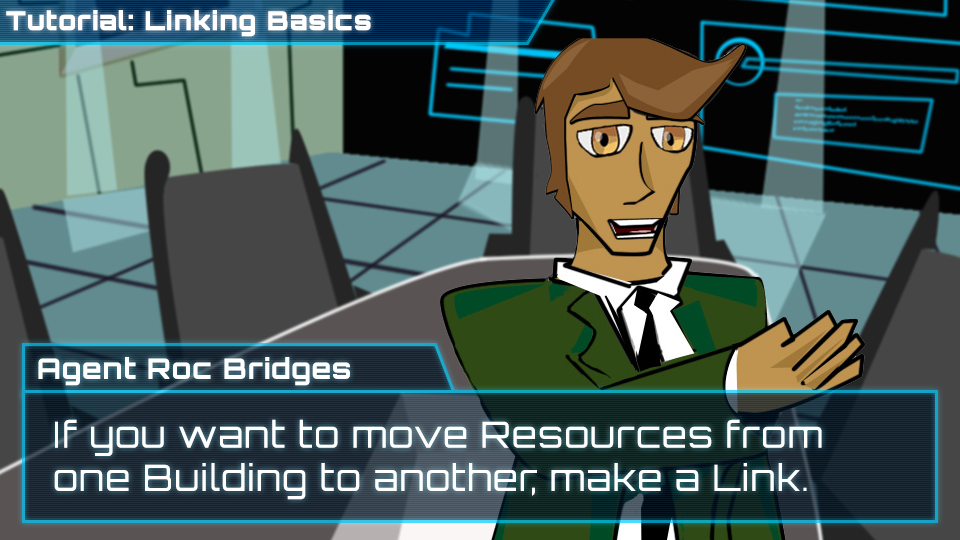 Tutorial: Linking Basics
Agent Roc Bridges
If you want to move Resources from
one Building to another, make a Link.